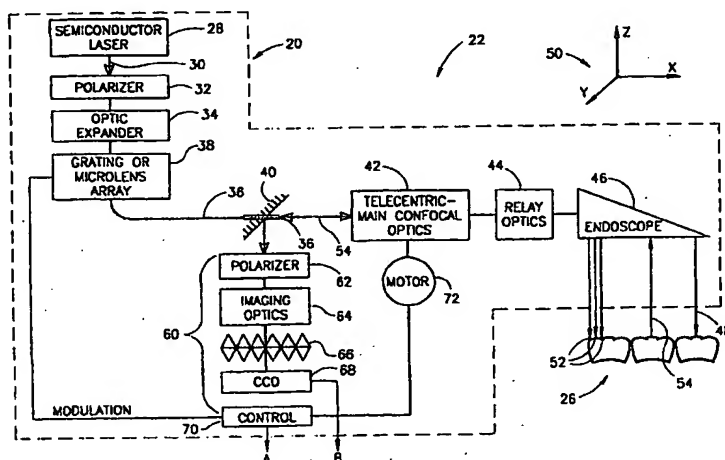 SEMICONDUCTOR
LASER
28
20
22
50
Z
X
Y
30
POLARIZER
32
OPTIC
EXPANDER
34
GRATING OR
MICROLENS
ARRAY
38
36
40
36
54
42
TELECENTRIC-
MAIN CONFOCAL
OPTICS
44
RELAY
OPTICS
46
ENDOSCOPE
POLARIZER
62
MOTOR
72
IMAGING
OPTICS
64
60
66
CCD
68
48
52
54
26
MODULATION
CONTROL
70
A
B